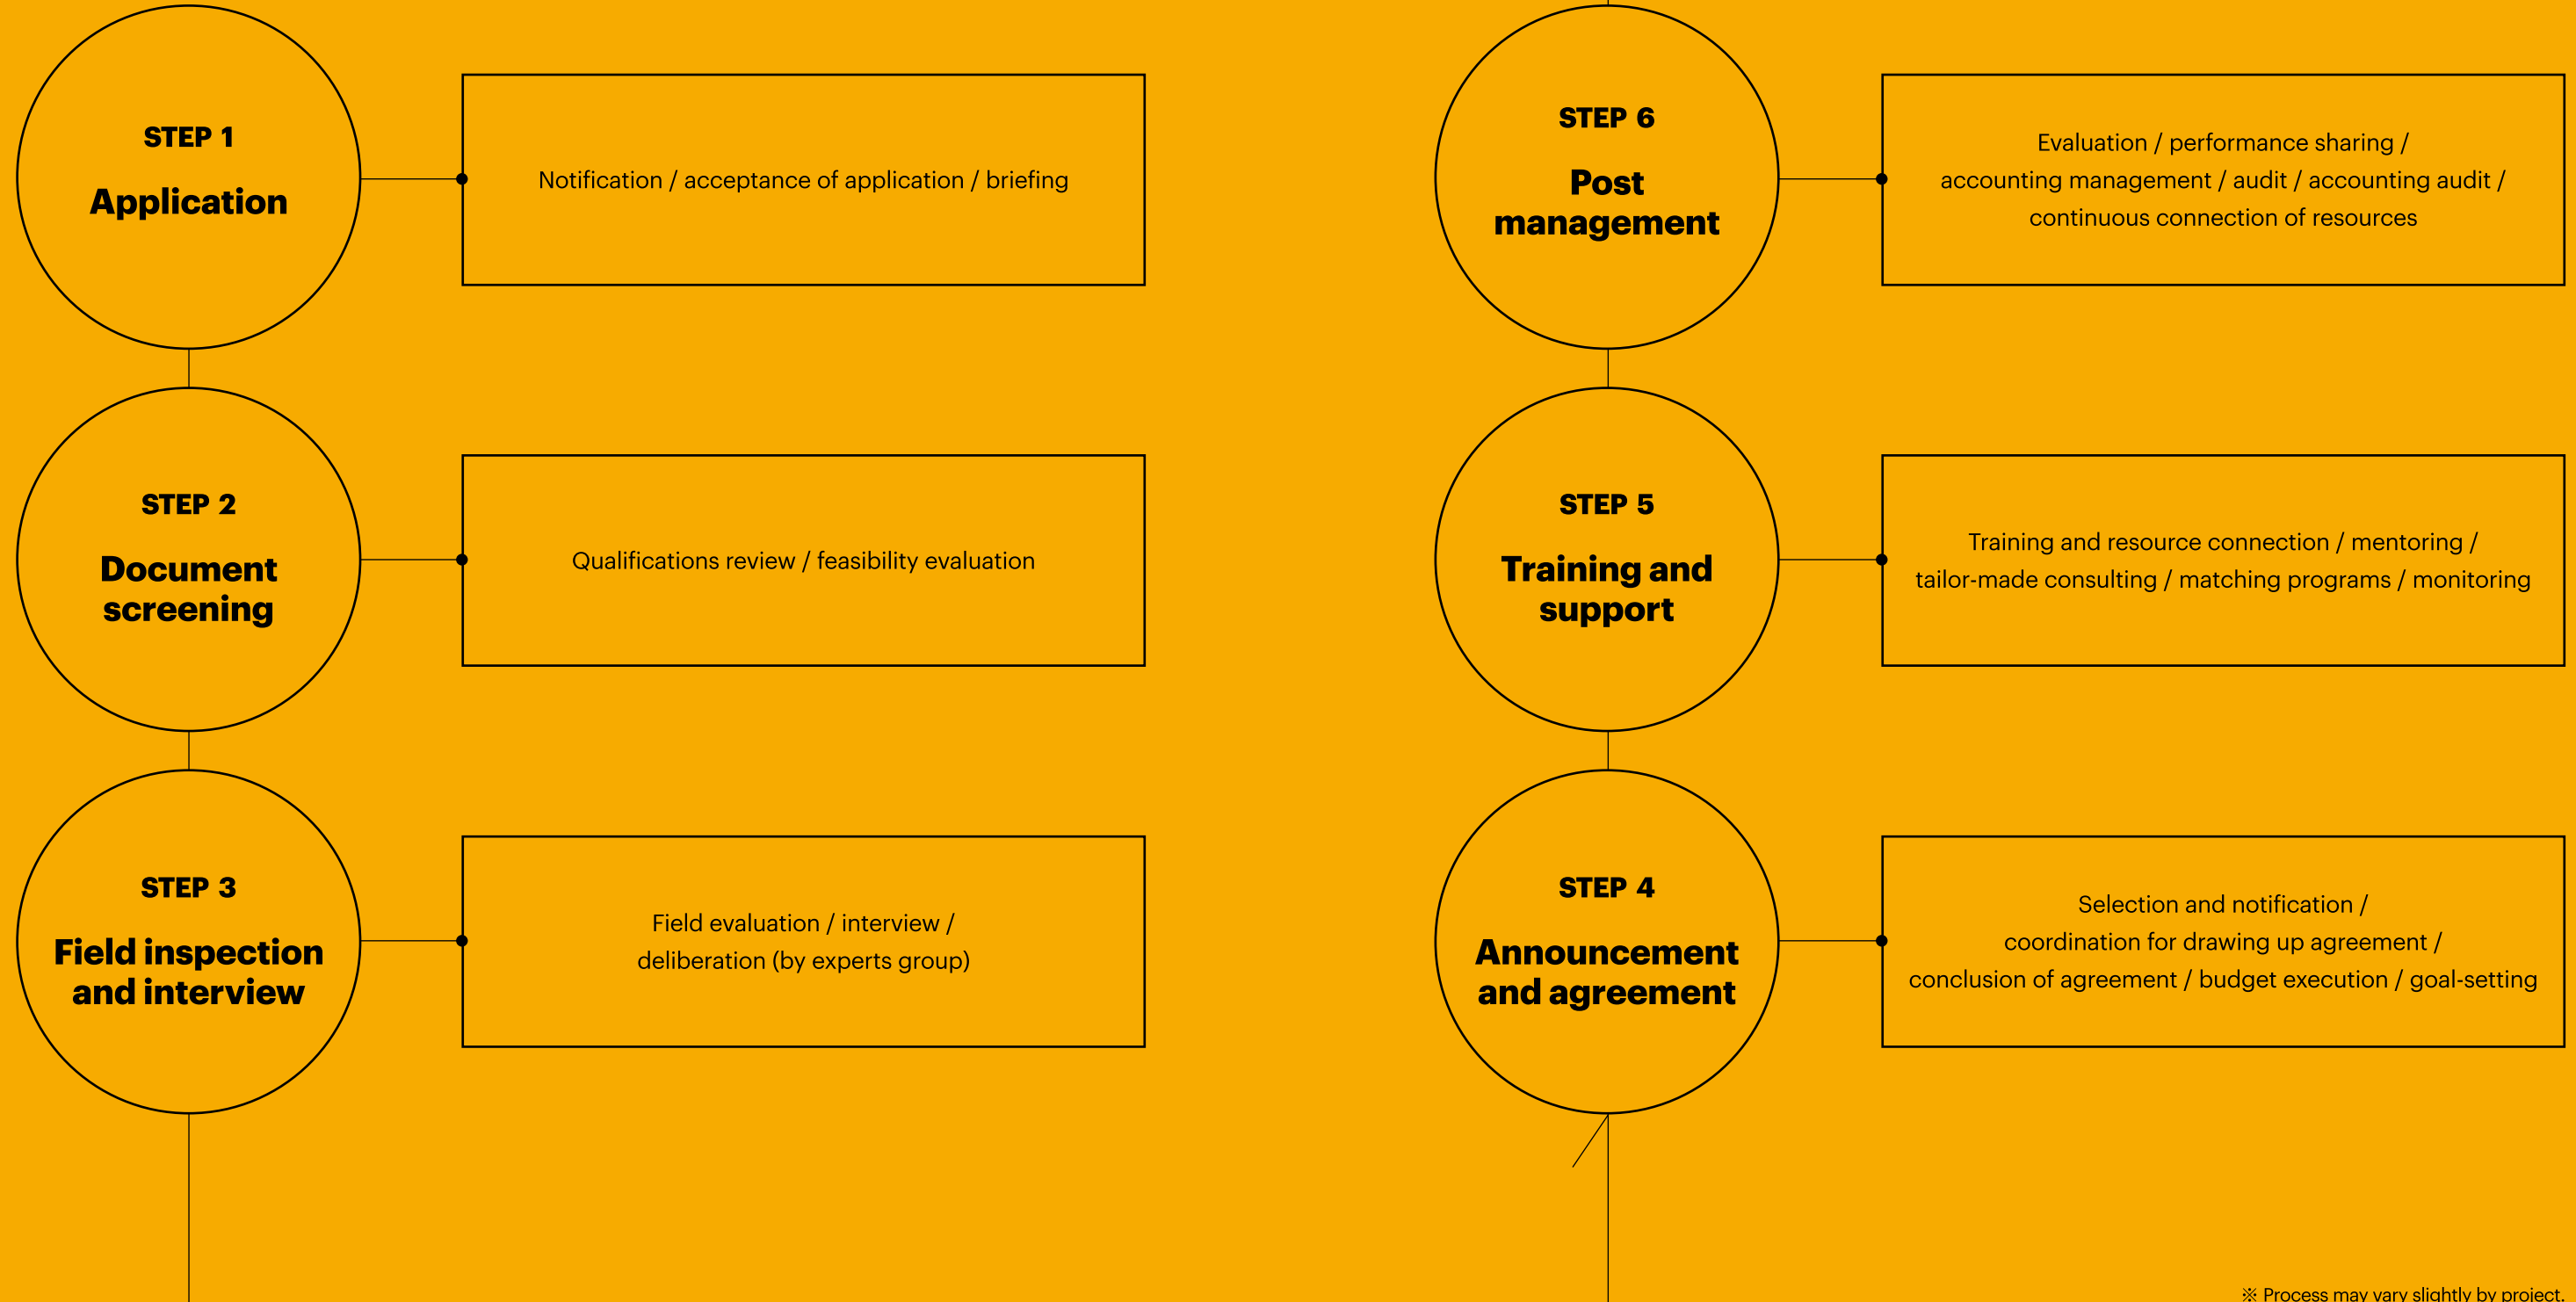 STEP 1
Application
Notification / acceptance of application / briefing
STEP 2
Document
screening
Qualifications review / feasibility evaluation
STEP 3
Field inspection
and interview
Field evaluation / interview /
deliberation (by experts group)
STEP 6
Post
management
Evaluation / performance sharing /
accounting management / audit / accounting audit /
continuous connection of resources
STEP 5
Training and
support
Training and resource connection / mentoring /
tailor-made consulting / matching programs / monitoring
STEP 4
Announcement
and agreement
Selection and notification /
coordination for drawing up agreement /
conclusion of agreement / budget execution / goal-setting
※ Process may vary slightly by project.